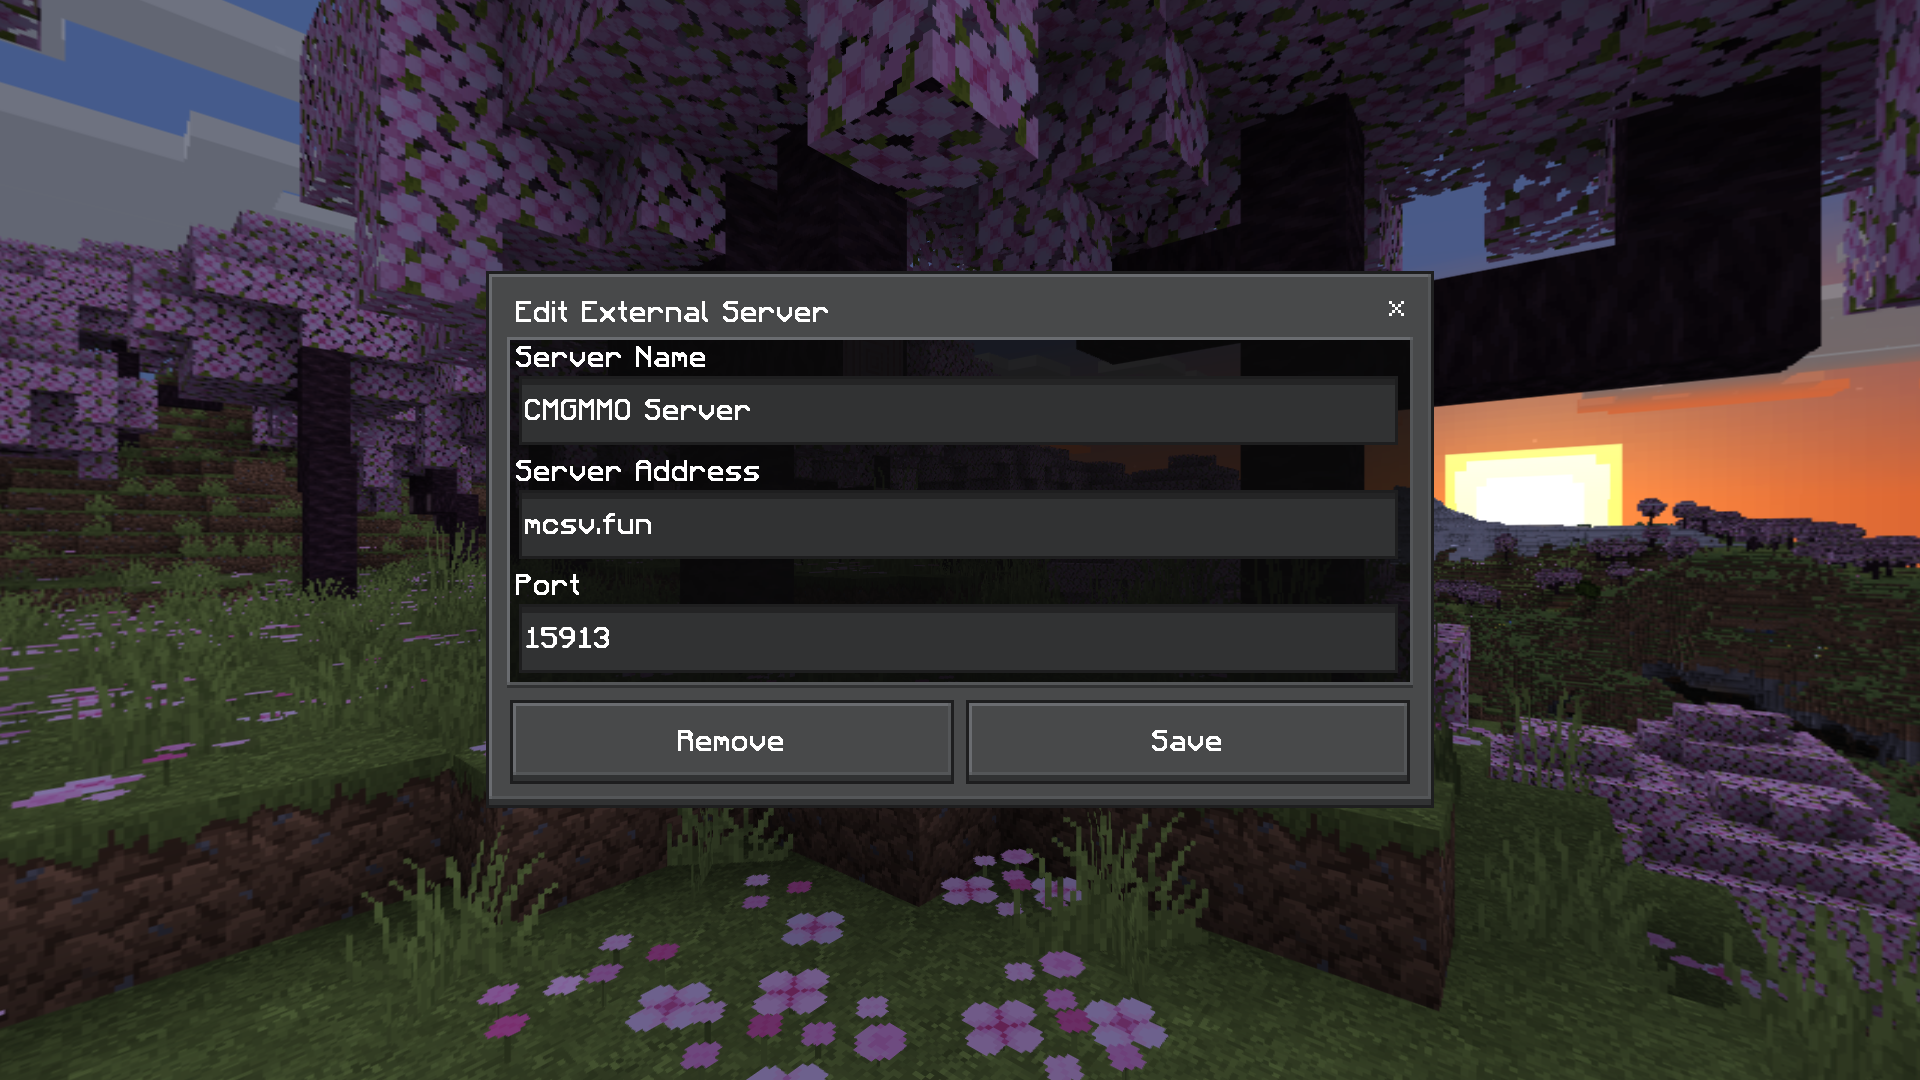 Edit External Server
Server Name
CMGMMO Server
Server Address
mcsv.fun
Port
15913
Remove
Save